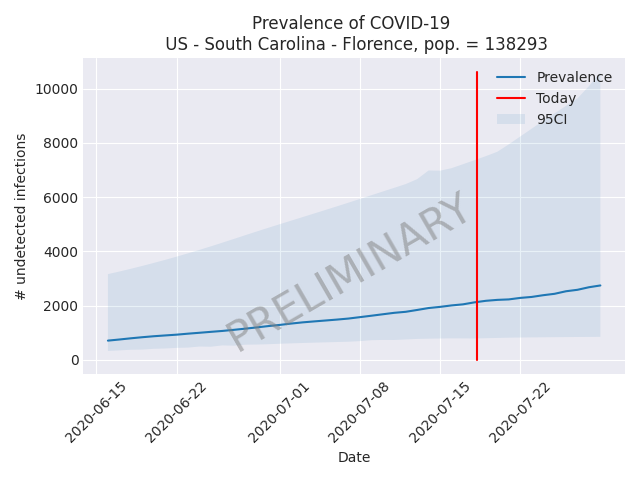 Prevalence of COVID-19
US - South Carolina - Florence, pop. = 138293
Prevalence
Today
95CI
10000
8000
6000
4000
2000
0
# undetected infections
PRELIMINARY
2020-06-15
2020-06-22
2020-07-01
2020-07-08
2020-07-15
2020-07-22
Date